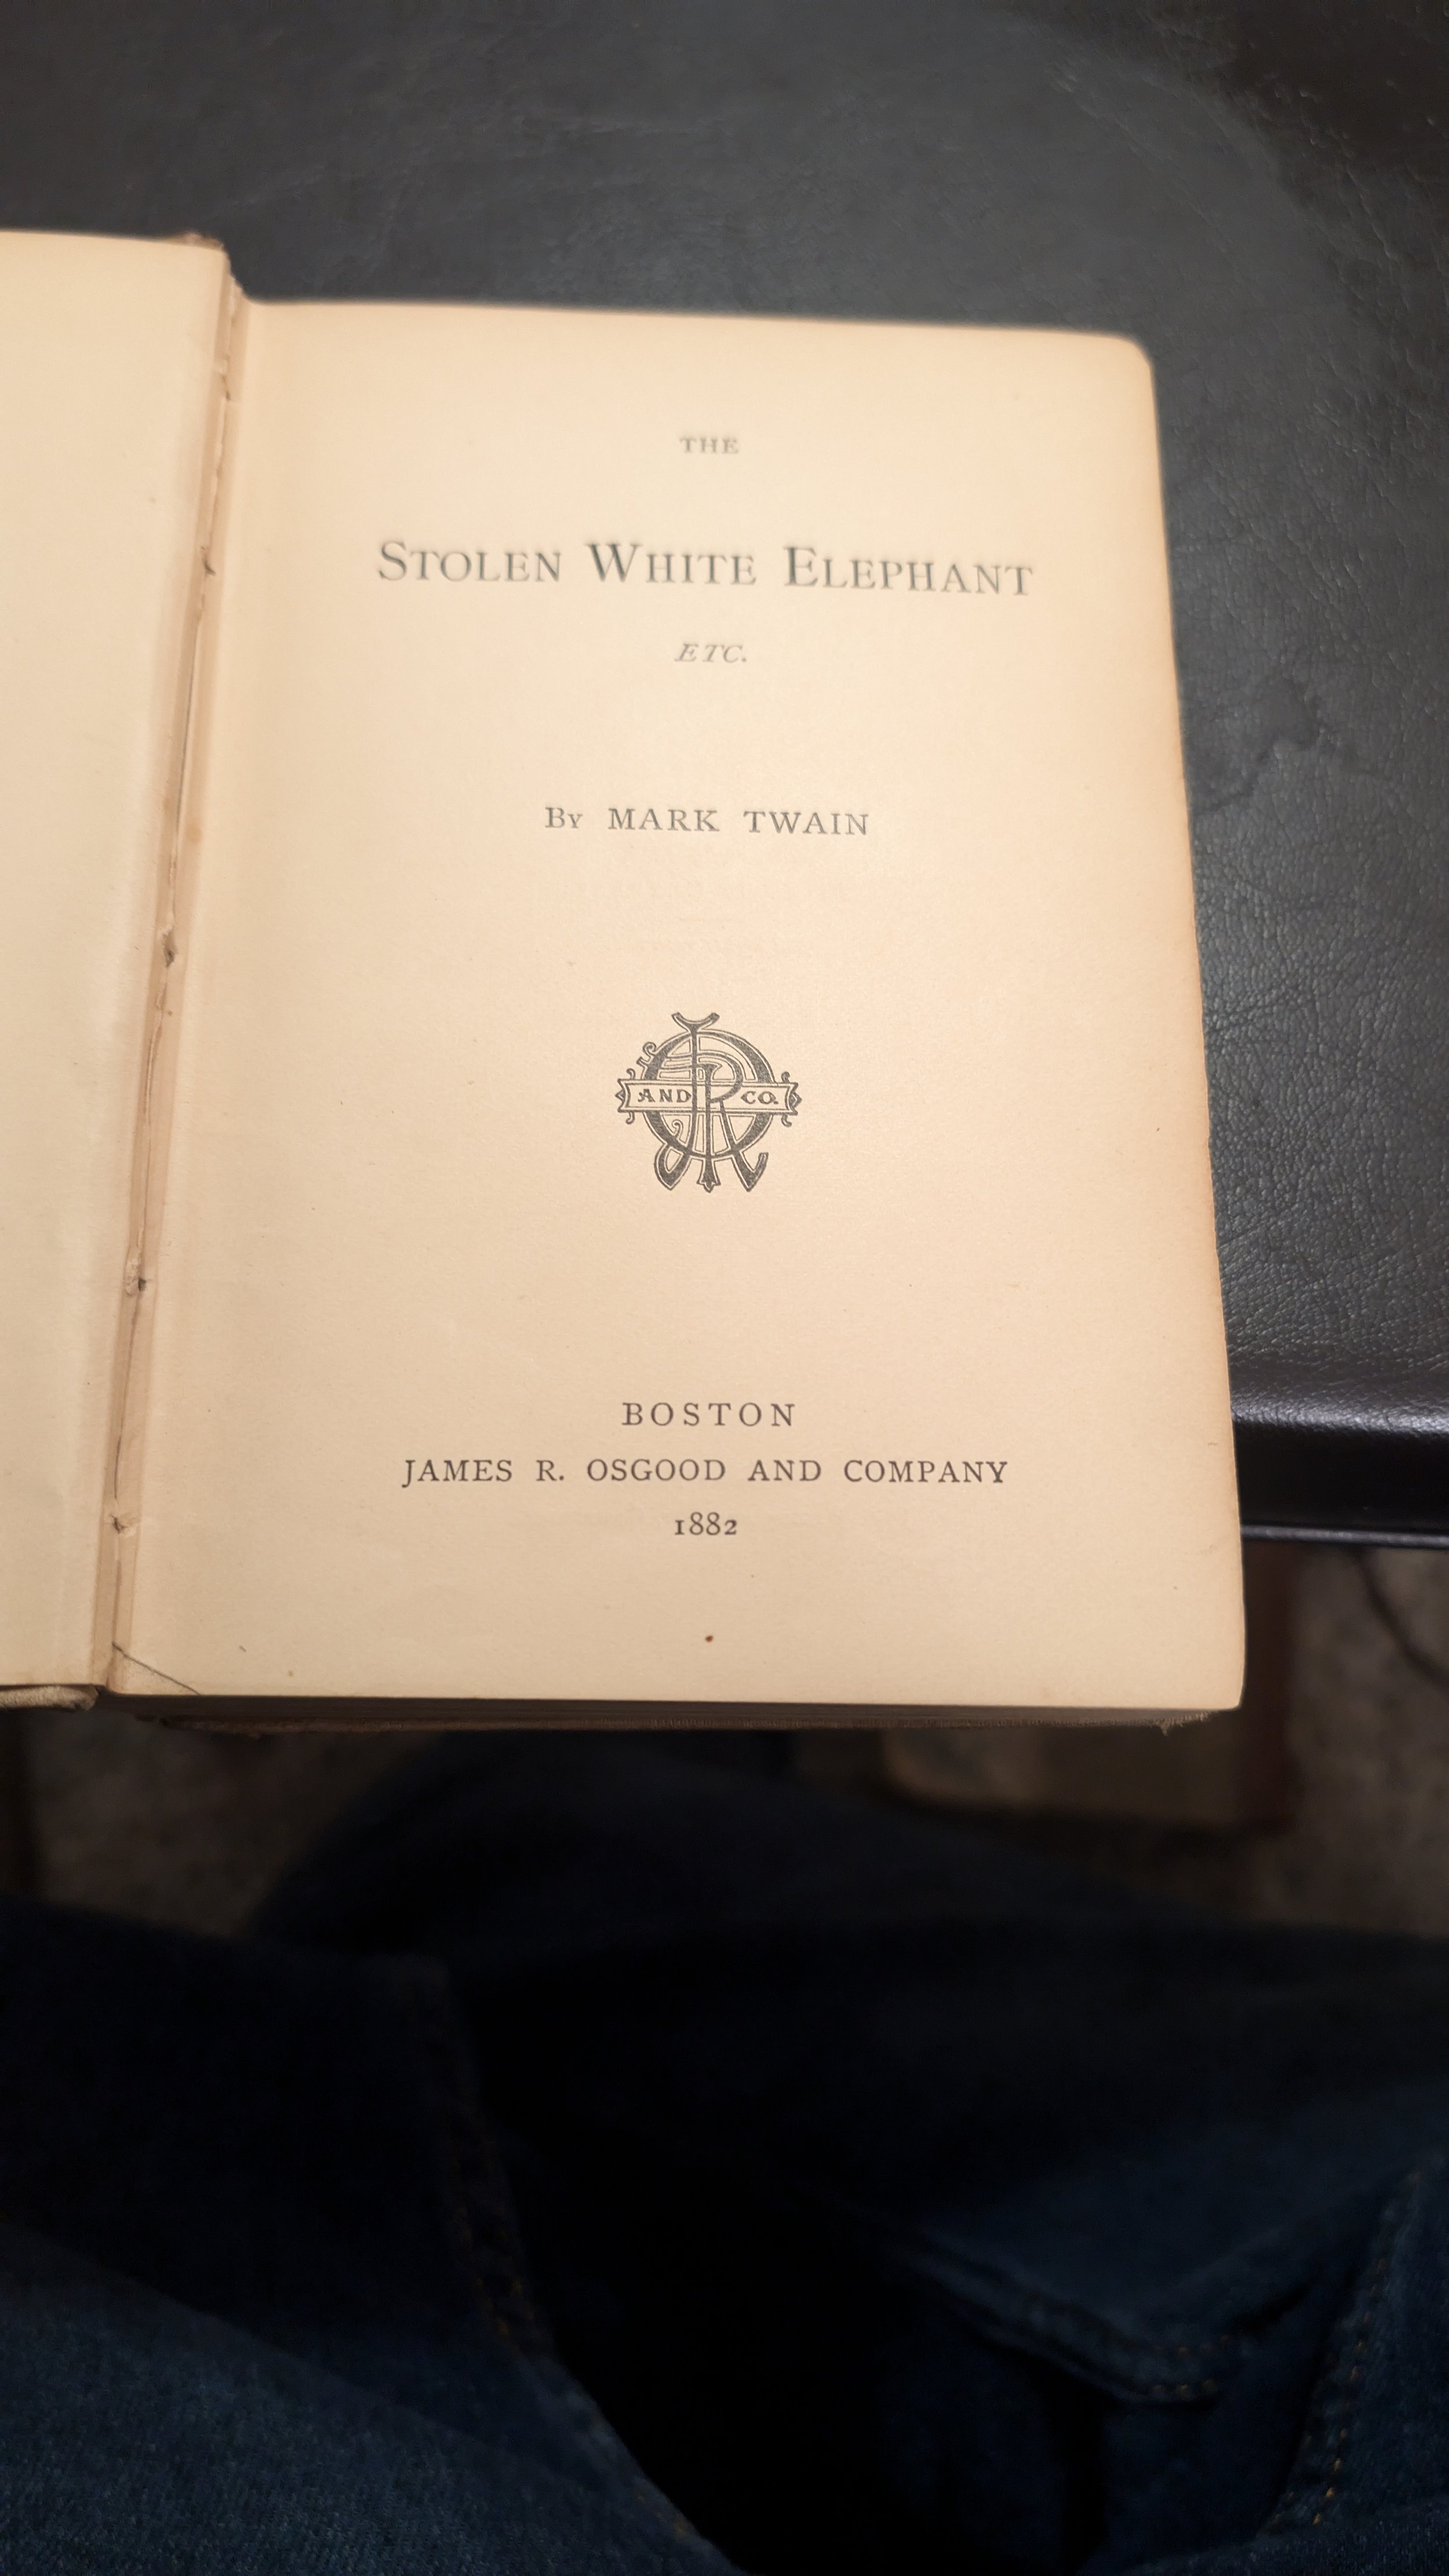 THE
STOLEN WHITE ELEPHANT
ETC.
By MARK TWAIN
AND CO.
BOSTON
JAMES R. OSGOOD AND COMPANY
1882